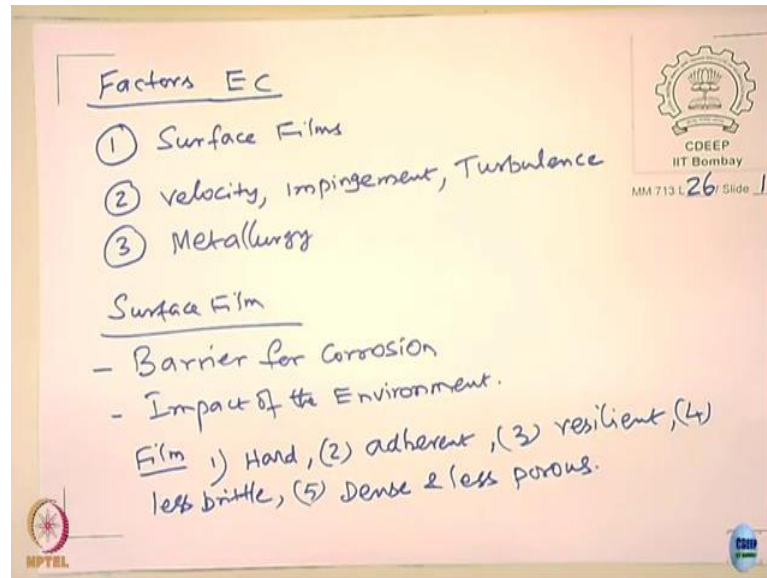 Factors EC
① Surface Films
② Velocity, Impingement, Turbulence
③ Metallurgy
Surface Film
- Barrier for Corrosion
- Impact of the Environment.
Film 1) Hard, (2) adherent, (3) resilient, (4)
less brittle, (5) Dense & less porous.
CDEEP
IIT Bombay
MM 713 L 26/ Slide 1
NPTEL
CDEEP